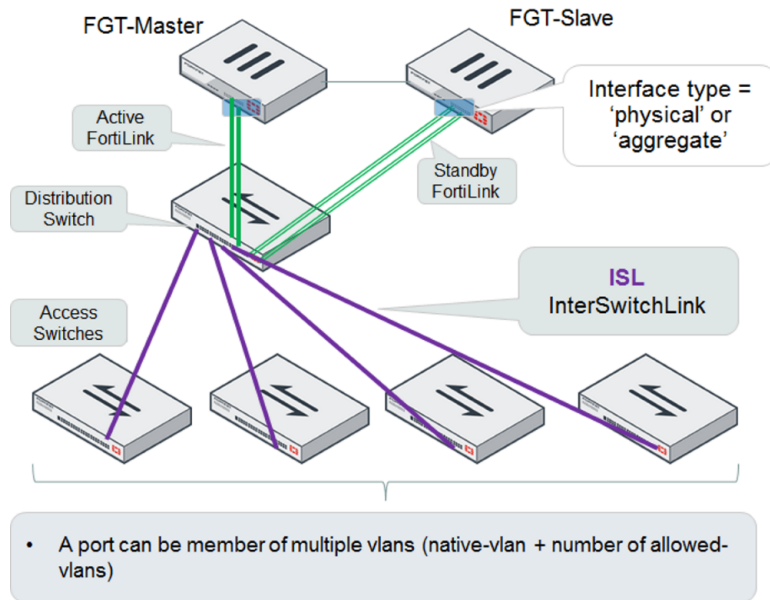 FGT-Master
FGT-Slave
Interface type =
‘physical’ or
‘aggregate’
Active
FortiLink
Standby
FortiLink
Distribution
Switch
ISL
InterSwitchLink
Access
Switches
• A port can be member of multiple vlans (native-vlan + number of allowed-
vlans)